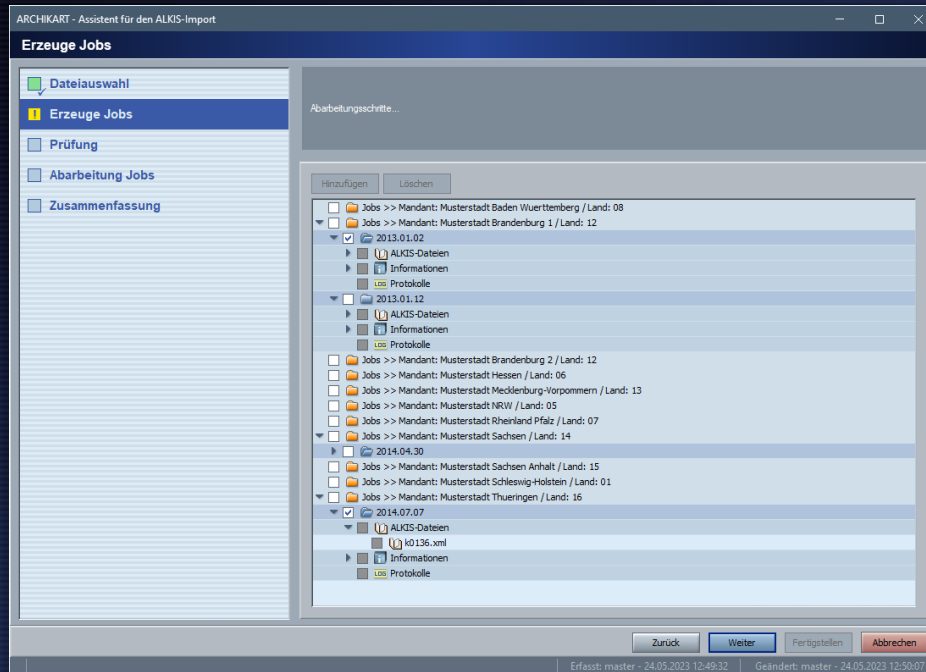 ARCHIKART - Assistent für den ALKIS-Import
Erzeuge Jobs
Dateiauswahl
Erzeuge Jobs
Prüfung
Abarbeitung Jobs
Zusammenfassung
Abarbeitungsschritte...
Hinzufügen Löschen
Jobs >> Mandant: Musterstadt Baden Wuerttemberg / Land: 08
Jobs >> Mandant: Musterstadt Brandenburg 1 / Land: 12
2013.01.02
ALKIS-Dateien
Informationen
LOG Protokolle
2013.01.12
ALKIS-Dateien
Informationen
LOG Protokolle
Jobs >> Mandant: Musterstadt Brandenburg 2 / Land: 12
Jobs >> Mandant: Musterstadt Hessen / Land: 06
Jobs >> Mandant: Musterstadt Mecklenburg-Vorpommern / Land: 13
Jobs >> Mandant: Musterstadt NRW / Land: 05
Jobs >> Mandant: Musterstadt Rheinland Pfalz / Land: 07
Jobs >> Mandant: Musterstadt Sachsen / Land: 14
2014.04.30
Jobs >> Mandant: Musterstadt Sachsen Anhalt / Land: 15
Jobs >> Mandant: Musterstadt Schleswig-Holstein / Land: 01
Jobs >> Mandant: Musterstadt Thueringen / Land: 16
2014.07.07
ALKIS-Dateien
k0136.xml
Informationen
LOG Protokolle
Zurück Weiter Fertigstellen Abbrechen
Erfasst: master - 24.05.2023 12:49:32 Geändert: master - 24.05.2023 12:50:07